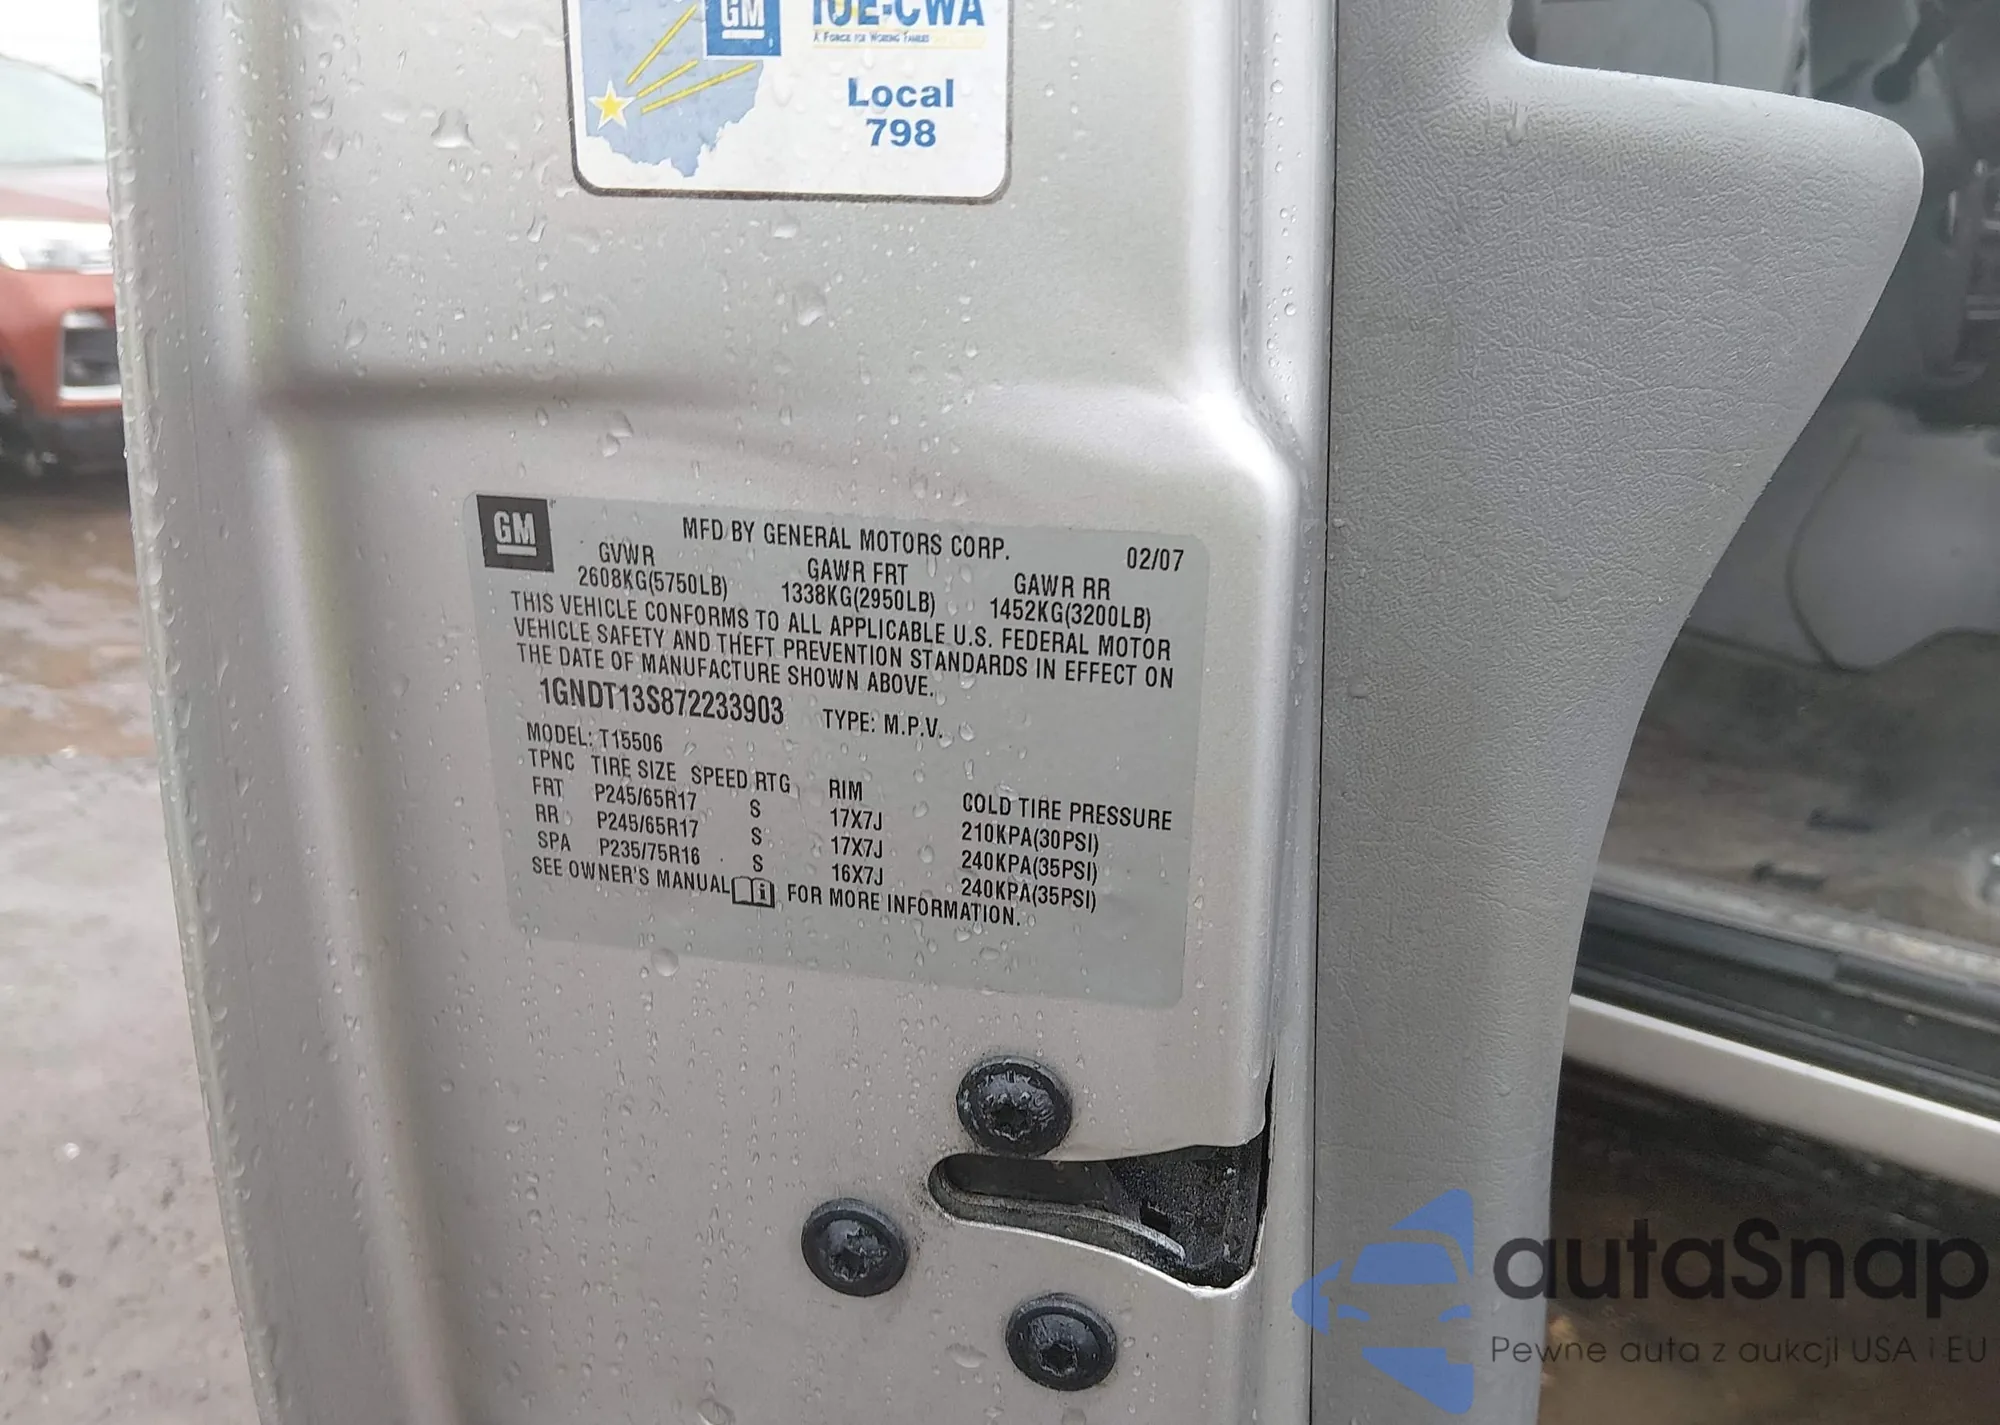 GM
IUE-CWA
A FORCE FOR WORKING FAMILIES
Local
798
GM
MFD BY GENERAL MOTORS CORP. 02/07
GVWR GAWR FRT GAWR RR
2608KG(5750LB) 1338KG(2950LB) 1452KG(3200LB)
THIS VEHICLE CONFORMS TO ALL APPLICABLE U.S. FEDERAL MOTOR
VEHICLE SAFETY AND THEFT PREVENTION STANDARDS IN EFFECT ON
THE DATE OF MANUFACTURE SHOWN ABOVE.
1GNDT13S872233903 TYPE: M.P.V.
MODEL: T15506
TPNC TIRE SIZE SPEED RTG RIM COLD TIRE PRESSURE
FRT P245/65R17 S 17X7J 210KPA(30PSI)
RR P245/65R17 S 17X7J 240KPA(35PSI)
SPA P235/75R16 S 16X7J 240KPA(35PSI)
SEE OWNER'S MANUAL FOR MORE INFORMATION.
autaSnap
Pewne auta z aukcji USA i EU